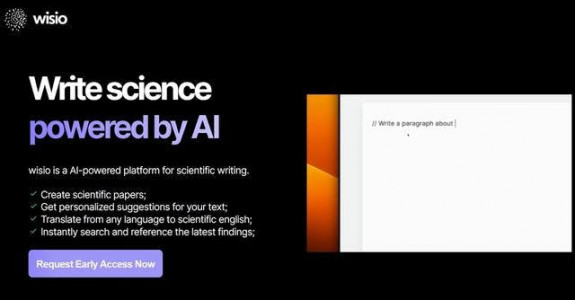 wisio
Write science
powered by AI
wisio is a AI-powered platform for scientific writing.
Create scientific papers;
Get personalized suggestions for your text;
Translate from any language to scientific english;
Instantly search and reference the latest findings;
Request Early Access Now
// Write a paragraph about